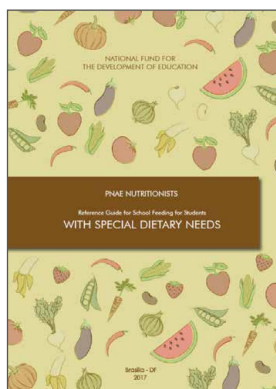 NATIONAL FUND FOR
THE DEVELOPMENT OF EDUCATION
PNAE NUTRITIONISTS
Reference Guide for School Feeding for Students
WITH SPECIAL DIETARY NEEDS
Brasília - DF
2017